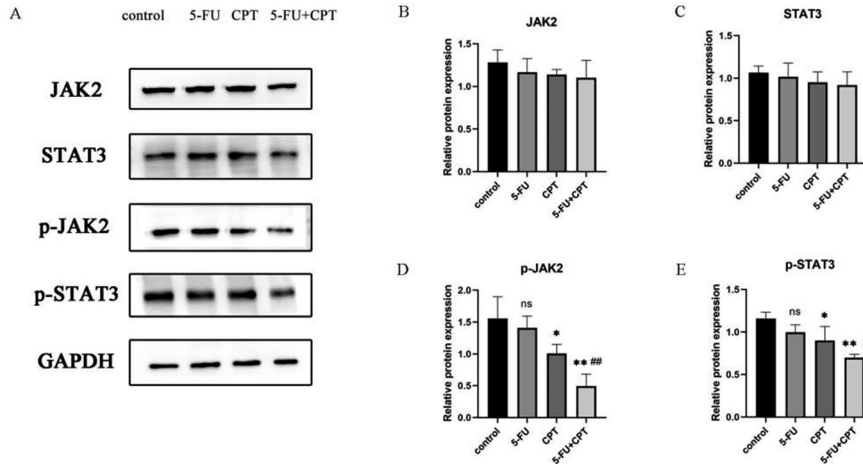 A
control 5-FU CPT 5-FU+CPT
JAK2
STAT3
p-JAK2
p-STAT3
GAPDH
B
JAK2
Relative protein expression
1.5
1.0
0.5
0.0
control
5-FU
CPT
5-FU+CPT
C
STAT3
Relative protein expression
1.5
1.0
0.5
0.0
control
5-FU
CPT
5-FU+CPT
D
p-JAK2
Relative protein expression
2.0
1.5
1.0
0.5
0.0
ns
*
** ##
control
5-FU
CPT
5-FU+CPT
E
p-STAT3
Relative protein expression
1.5
1.0
0.5
0.0
ns
*
**
control
5-FU
CPT
5-FU+CPT